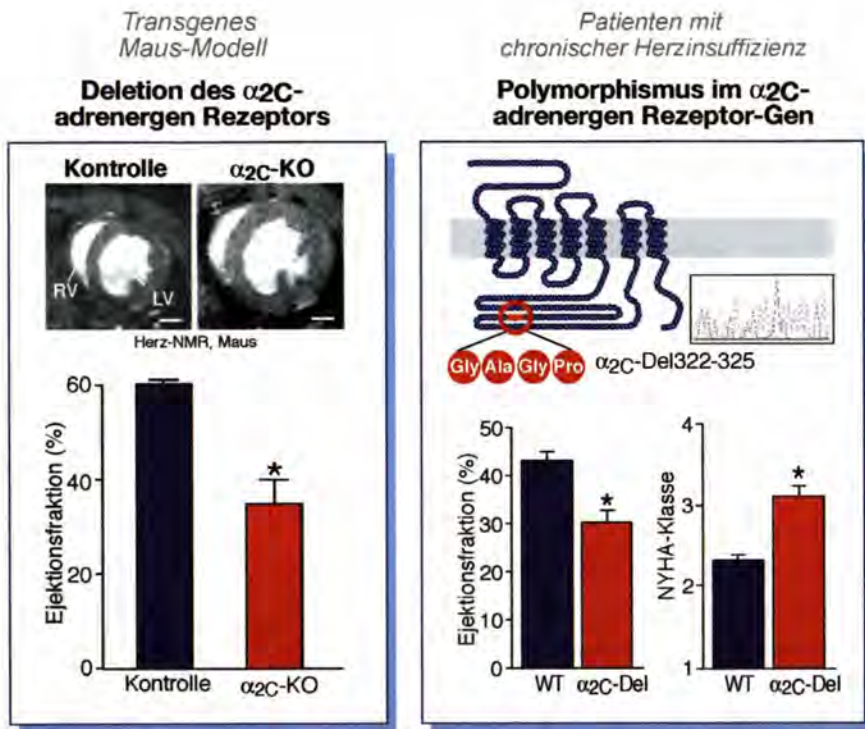 Transgenes
Maus-Modell
Deletion des α2C-
adrenergen Rezeptors
Kontrolle α2C-KO
RV
LV
Herz-NMR, Maus
Ejektionsfraktion (%)
60
40
20
0
*
Kontrolle α2C-KO
Patienten mit
chronischer Herzinsuffizienz
Polymorphismus im α2C-
adrenergen Rezeptor-Gen
Gly Ala Gly Pro
α2C-Del322-325
Ejektionsfraktion (%)
50
40
30
40
0
*
WT α2C-Del
NYHA-Klasse
4
3
2
1
*
WT α2C-Del